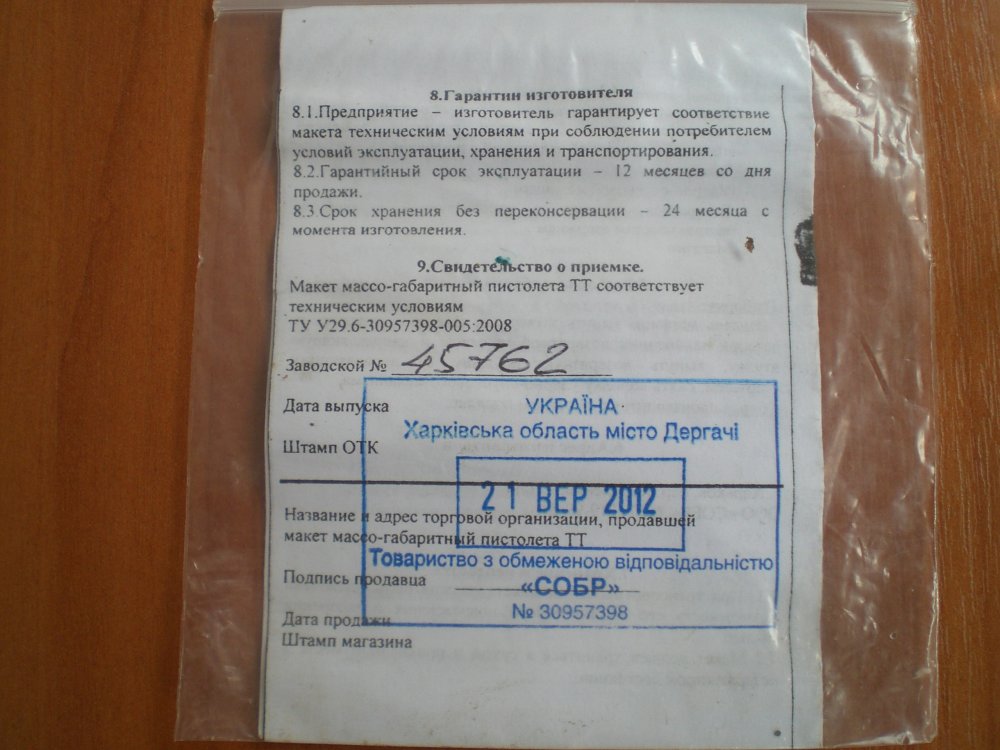 8.Гарантии изготовителя
8.1.Предприятие – изготовитель гарантирует соответствие
макета техническим условиям при соблюдении потребителем
условий эксплуатации, хранения и транспортирования.
8.2.Гарантийный срок эксплуатации – 12 месяцев со дня
продажи.
8.3.Срок хранения без переконсервации – 24 месяца с
момента изготовления.
9.Свидетельство о приемке.
Макет массо-габаритный пистолета ТТ соответствует
техническим условиям
ТУ У29.6-30957398-005:2008
Заводской № 45762
Дата выпуска
УКРАЇНА
Харківська область місто Дергачі
Штамп ОТК
21 ВЕР 2012
Название и адрес торговой организации, продавшей
макет массо-габаритный пистолета ТТ
Товариство з обмеженою відповідальністю
Подпись продавца
«СОБР»
№ 30957398
Дата продажи
Штамп магазина